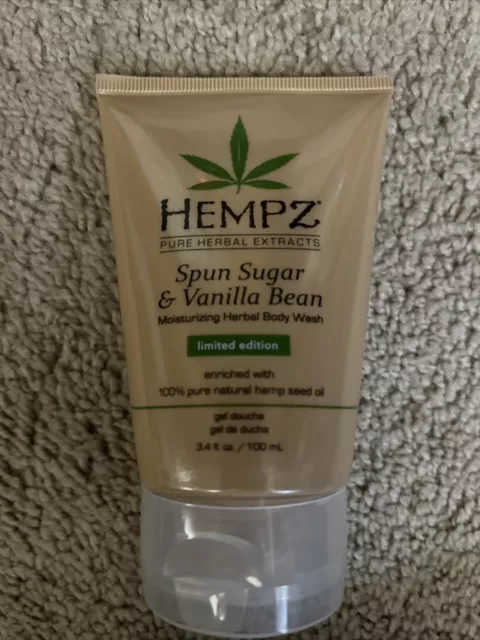 HEMPZ
PURE HERBAL EXTRACTS
Spun Sugar
& Vanilla Bean
Moisturizing Herbal Body Wash
limited edition
enriched with
100% pure natural hemp seed oil
gel douche
gel de ducha
3.4 fl oz. / 100 mL